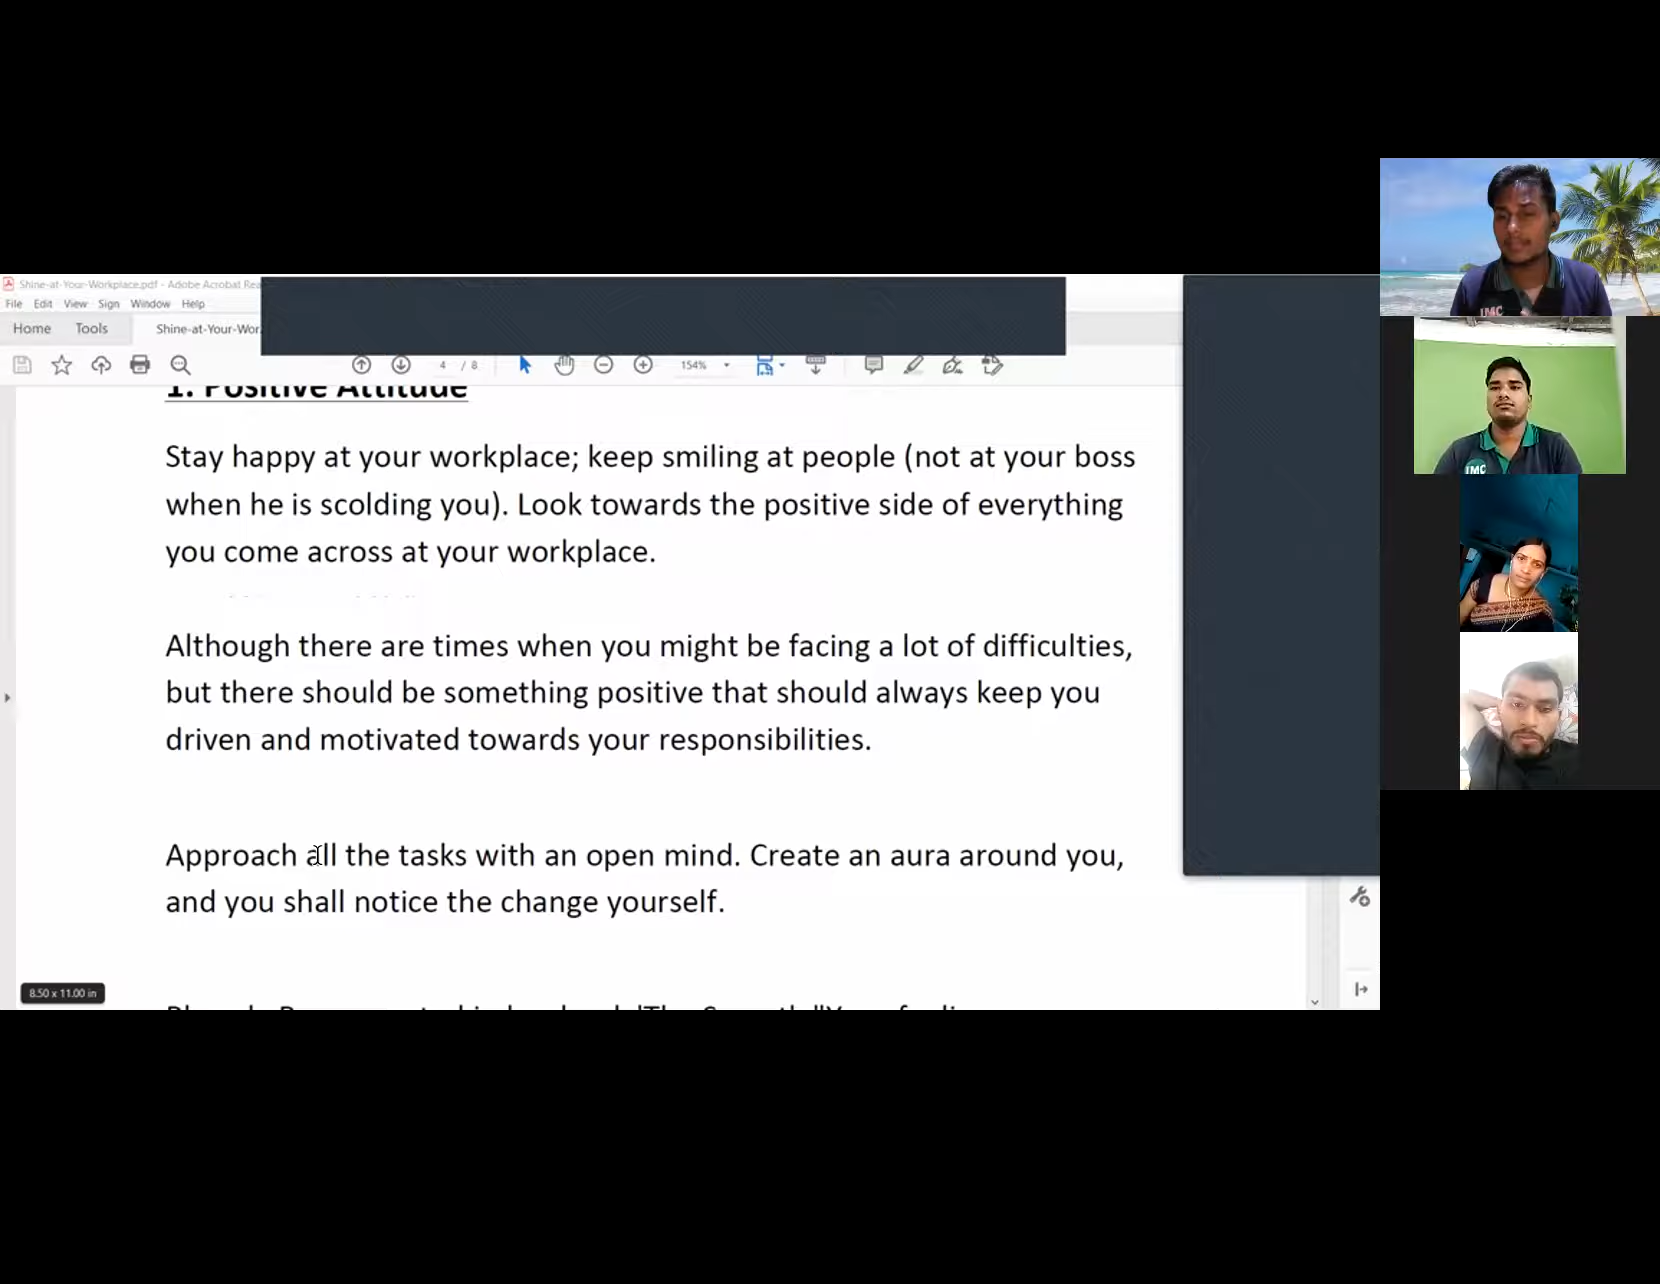 Shine-at-Your-Workplace.pdf - Adobe Acrobat Rea
File Edit View Sign Window Help
Home Tools Shine-at-Your-Wor
4 / 8 154%
1. Positive Attitude
Stay happy at your workplace; keep smiling at people (not at your boss
when he is scolding you). Look towards the positive side of everything
you come across at your workplace.
Although there are times when you might be facing a lot of difficulties,
but there should be something positive that should always keep you
driven and motivated towards your responsibilities.
Approach all the tasks with an open mind. Create an aura around you,
and you shall notice the change yourself.
8.50 x 11.00 in
IMC
IMC